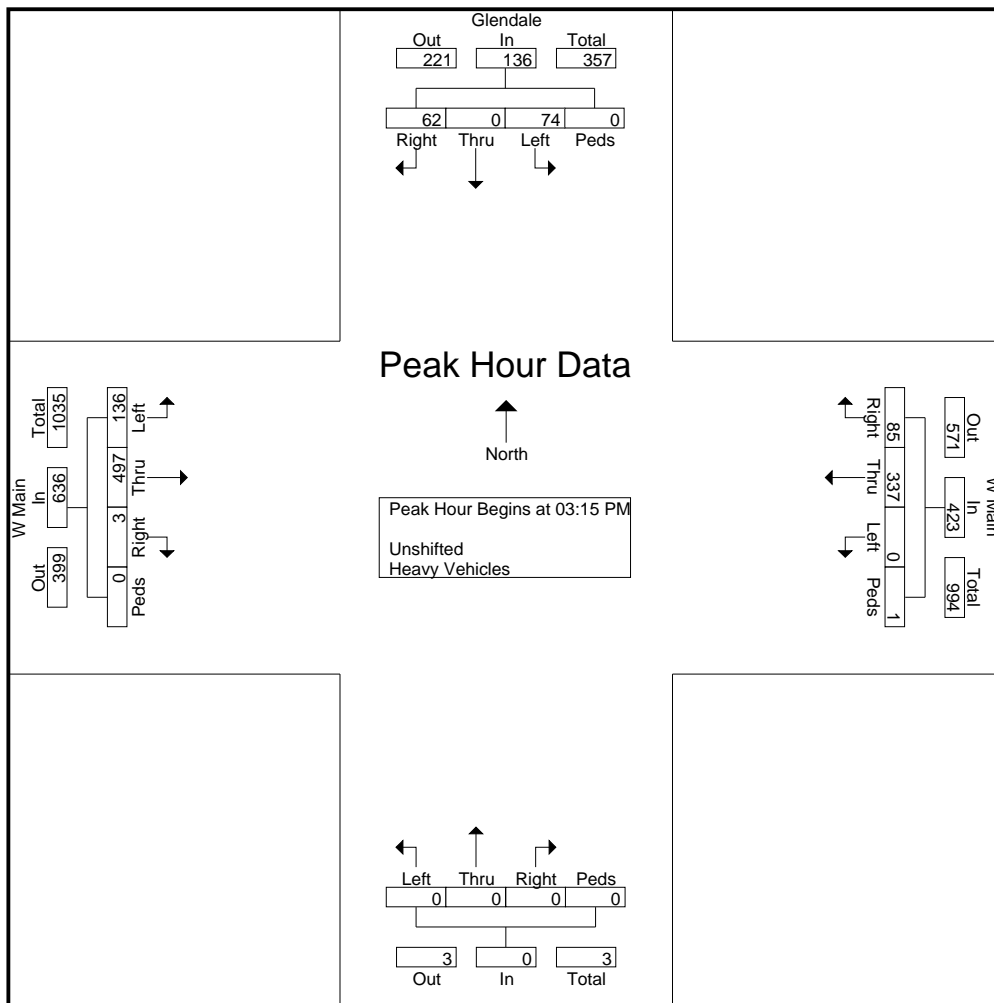 Glendale
Out In Total
221 136 357
62 0 74 0
Right Thru Left Peds
Peak Hour Data
North
Peak Hour Begins at 03:15 PM
Unshifted
Heavy Vehicles
W Main
Out In Total
399 636 1035
Left Thru Right Peds
136 497 3 0
W Main
Out In Total
571 423 994
Right Thru Left Peds
85 337 0 1
Left Thru Right Peds
0 0 0 0
3 0 3
Out In Total